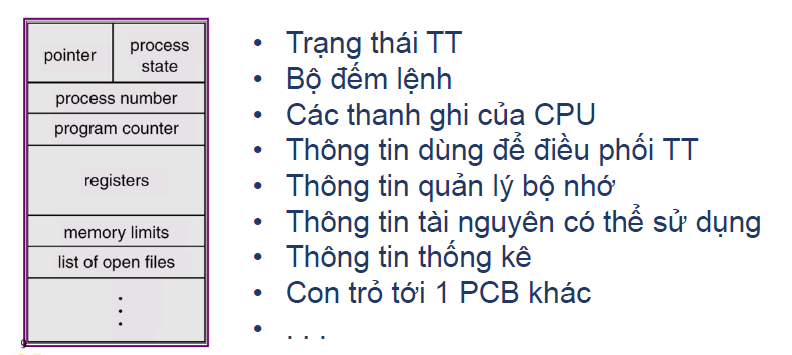 pointer
process
state
process number
program counter
registers
memory limits
list of open files
.
.
.
• Trạng thái TT
• Bộ đếm lệnh
• Các thanh ghi của CPU
• Thông tin dùng để điều phối TT
• Thông tin quản lý bộ nhớ
• Thông tin tài nguyên có thể sử dụng
• Thông tin thống kê
• Con trỏ tới 1 PCB khác
• . . .
9